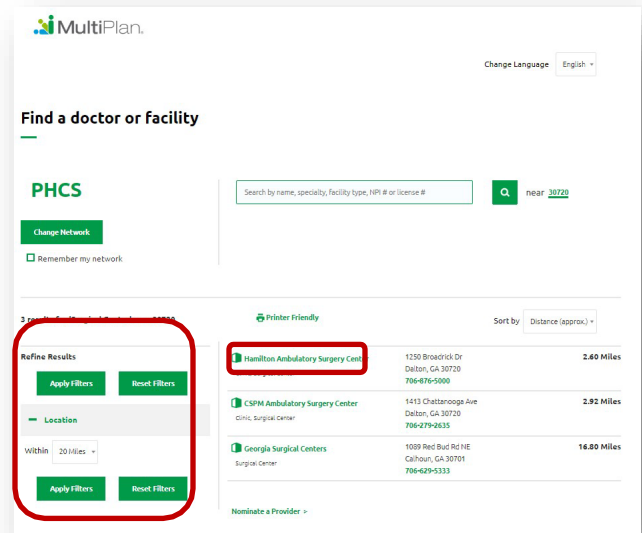 MultiPlan.
Change Language English
Find a doctor or facility
PHCS
Search by name, specialty, facility type, NPI # or license #
near 30720
Change Network
Remember my network
3 results for
30720
Printer Friendly
Sort by Distance (approx.)
Refine Results
Apply Filters Reset Filters
Location
Within 20 Miles
Apply Filters Reset Filters
Hamilton Ambulatory Surgery Center
1250 Broadrick Dr
Dalton, GA 30720
706-876-5000
2.60 Miles
CSPM Ambulatory Surgery Center
Clinic, Surgical Center
1413 Chattanooga Ave
Dalton, GA 30720
706-279-2635
2.92 Miles
Georgia Surgical Centers
Surgical Center
1089 Red Bud Rd NE
Calhoun, GA 30701
706-629-5333
16.80 Miles
Nominate a Provider >